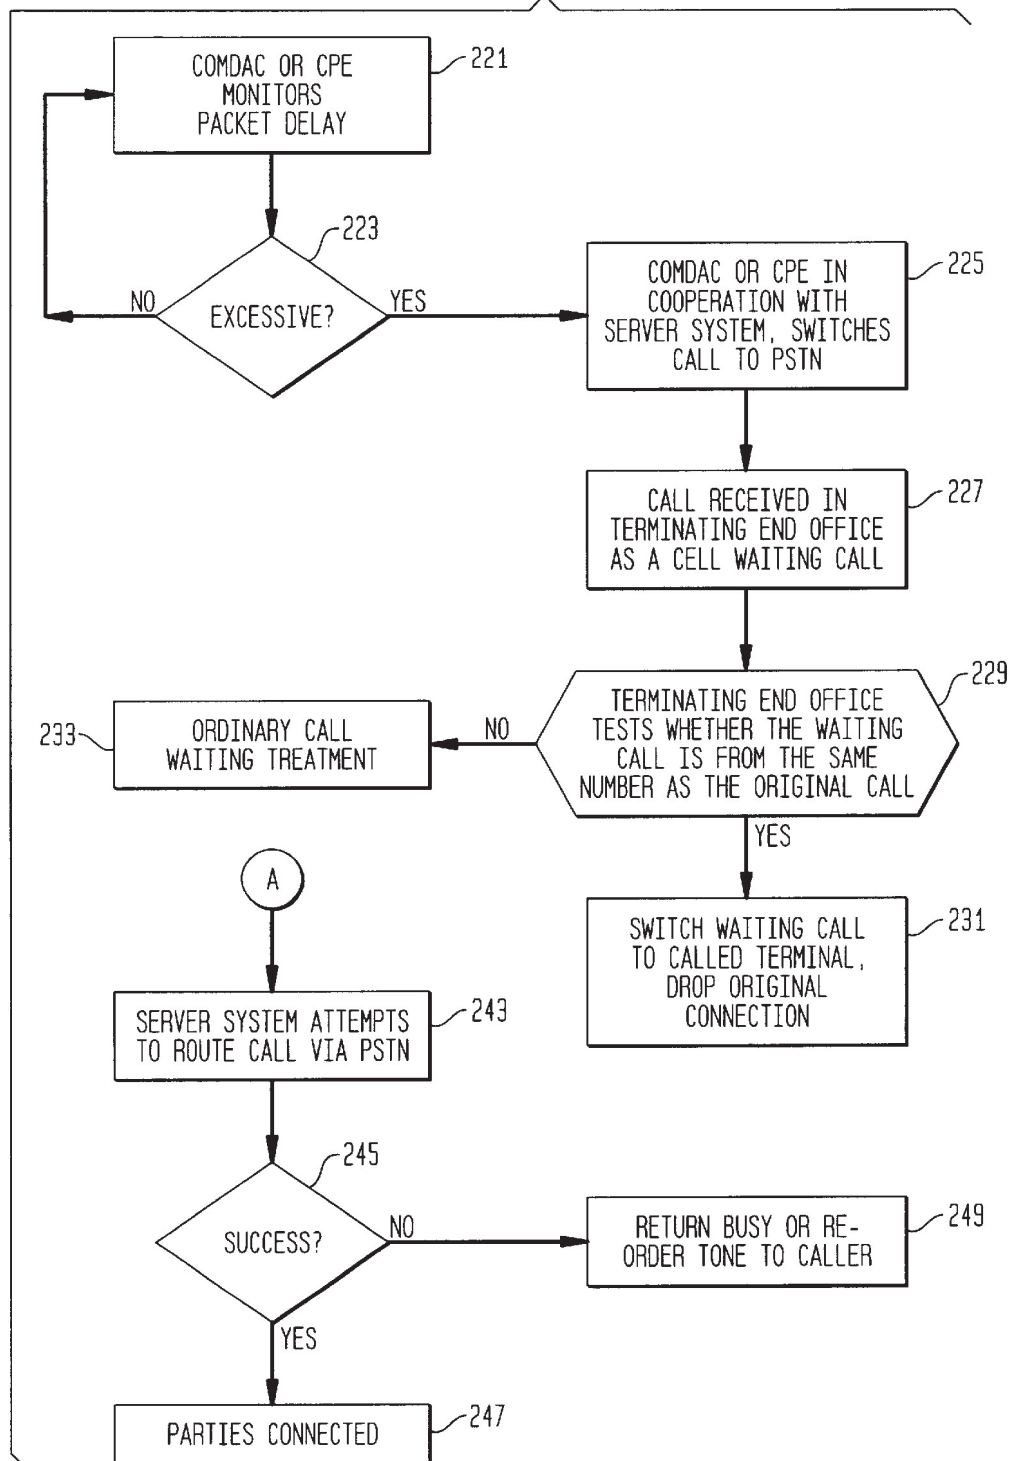 COMDAC OR CPE
MONITORS
PACKET DELAY
221
EXCESSIVE?
223
NO
YES
COMDAC OR CPE IN
COOPERATION WITH
SERVER SYSTEM, SWITCHES
CALL TO PSTN
225
CALL RECEIVED IN
TERMINATING END OFFICE
AS A CELL WAITING CALL
227
TERMINATING END OFFICE
TESTS WHETHER THE WAITING
CALL IS FROM THE SAME
NUMBER AS THE ORIGINAL CALL
229
NO
ORDINARY CALL
WAITING TREATMENT
233
YES
SWITCH WAITING CALL
TO CALLED TERMINAL,
DROP ORIGINAL
CONNECTION
231
A
SERVER SYSTEM ATTEMPTS
TO ROUTE CALL VIA PSTN
243
SUCCESS?
245
NO
RETURN BUSY OR RE-
ORDER TONE TO CALLER
249
YES
PARTIES CONNECTED
247